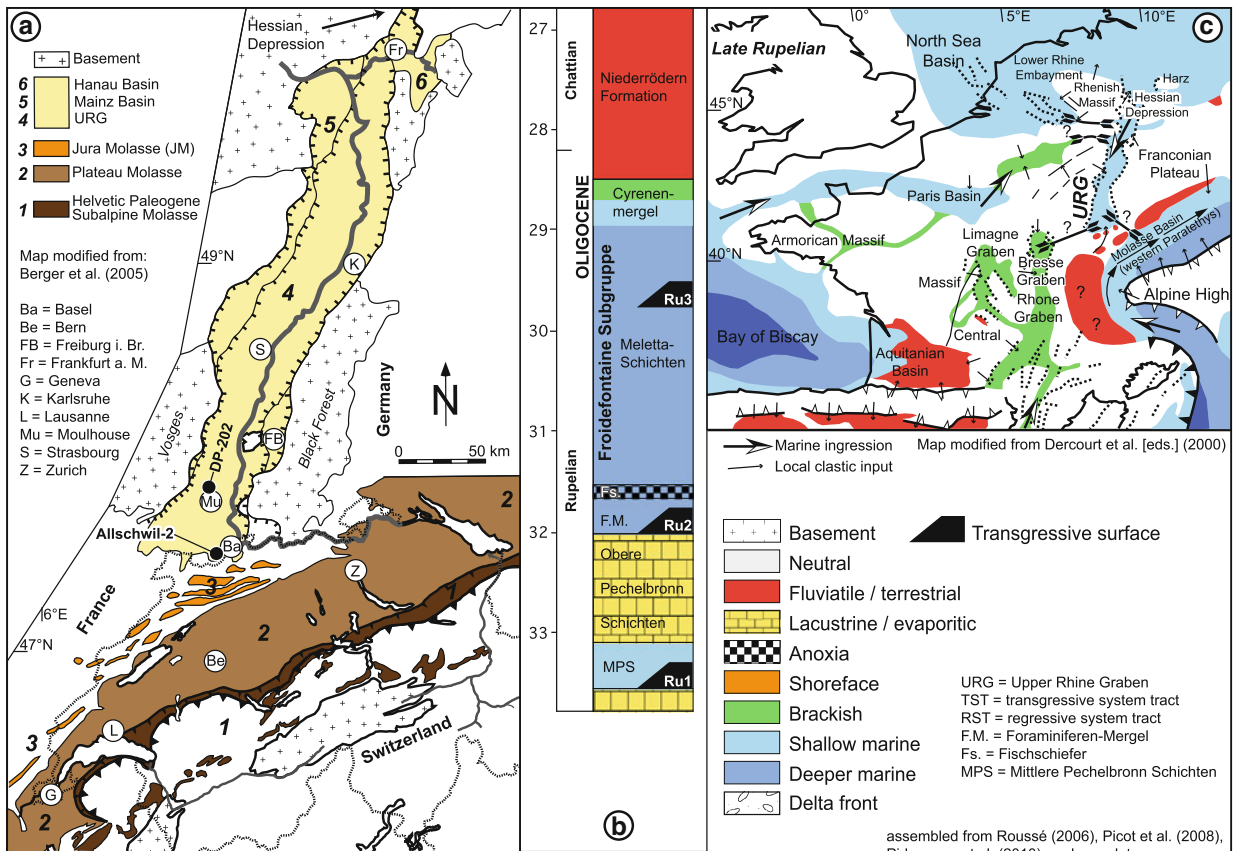 a
Hessian
Depression
Basement
6 Hanau Basin
5 Mainz Basin
4 URG
3 Jura Molasse (JM)
2 Plateau Molasse
1 Helvetic Paleogene
Subalpine Molasse
Map modified from:
Berger et al. (2005)
Ba = Basel
Be = Bern
FB = Freiburg i. Br.
Fr = Frankfurt a. M.
G = Geneva
K = Karlsruhe
L = Lausanne
Mu = Moulhouse
S = Strasbourg
Z = Zurich
Fr
6
5
49°N
K
4
S
N
Germany
Vosges
DP-202
FB
Black Forest
0 50 km
Mu
2
Allschwil-2
Ba
Z
3
6°E
France
1
47°N
2
Be
L
1
3
Switzerland
G
2
27
28
29
30
31
32
33
Chattian
Rupelian
OLIGOCENE
Niederrödern
Formation
Cyrenen-
mergel
Froidefontaine Subgruppe
Ru3
Meletta-
Schichten
Fs.
F.M.
Ru2
Obere
Pechelbronn
Schichten
MPS
Ru1
b
c
0°
5°E
10°E
Late Rupelian
North Sea
Basin
Lower Rhine
Embayment
Rhenish
Massif
Harz
Hessian
Depression
45°N
?
?
Franconian
Plateau
URG
Paris Basin
?
?
Armorican Massif
Limagne
Graben
Molasse Basin
(western Paratethys)
40°N
Bresse
Graben
Massif
Rhone
Graben
?
Alpine High
?
Bay of Biscay
Central
Aquitanian
Basin
Marine ingression
Local clastic input
Map modified from Dercourt et al. [eds.] (2000)
Basement
Transgressive surface
Neutral
Fluviatile / terrestrial
Lacustrine / evaporitic
Anoxia
Shoreface
Brackish
Shallow marine
Deeper marine
Delta front
URG = Upper Rhine Graben
TST = transgressive system tract
RST = regressive system tract
F.M. = Foraminiferen-Mergel
Fs. = Fischschiefer
MPS = Mittlere Pechelbronn Schichten
assembled from Roussé (2006), Picot et al. (2008),